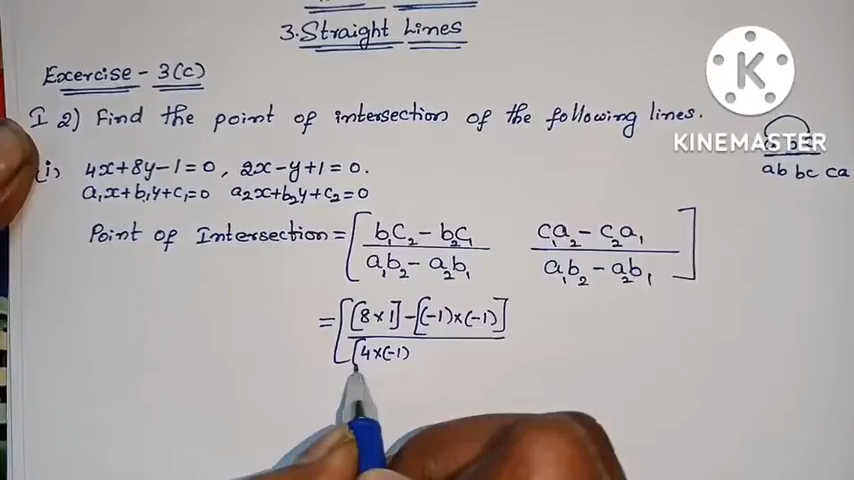 3. Straight Lines
Exercise - 3(c)
I 2) Find the point of intersection of the following lines.
(i) 4x+8y-1=0, 2x-y+1=0.
a₁x+b₁y+c₁=0 a₂x+b₂y+c₂=0
Point of Intersection = [ b₁c₂ - b₂c₁ / a₁b₂ - a₂b₁ c₁a₂ - c₂a₁ / a₁b₂ - a₂b₁ ]
= [ [8×1] - [(-1)×(-1)] / [4×(-1)
K
KINEMASTER
ab bc ca